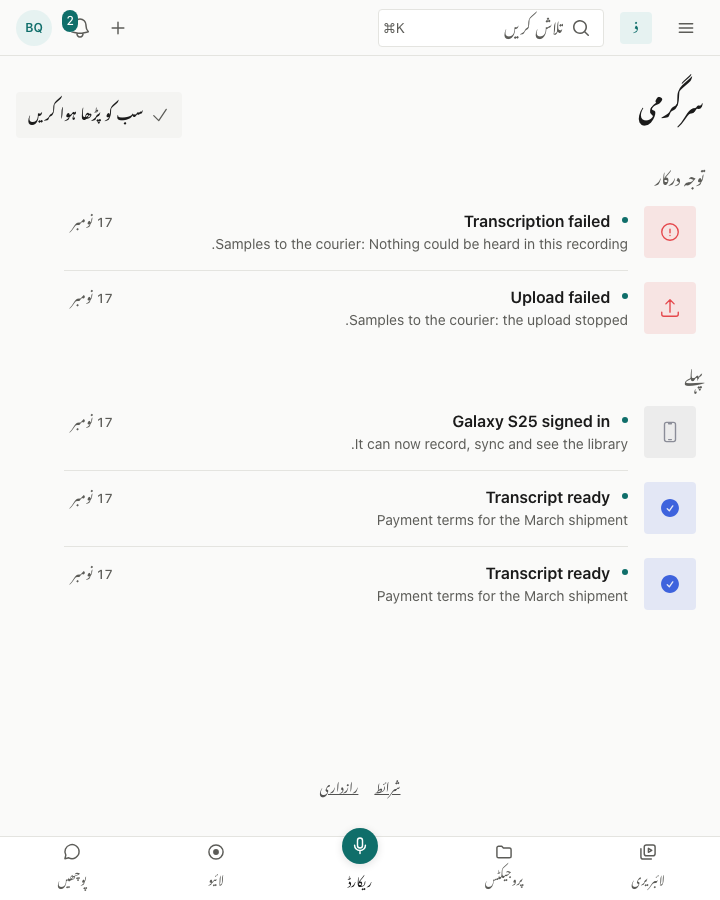 ذ
تلاش کریں
⌘K
2
BQ
سرگرمی
سب کو پڑھا ہوا کریں
توجہ درکار
Transcription failed
17 نومبر
Samples to the courier: Nothing could be heard in this recording.
Upload failed
17 نومبر
Samples to the courier: the upload stopped.
پہلے
Galaxy S25 signed in
17 نومبر
It can now record, sync and see the library.
Transcript ready
17 نومبر
Payment terms for the March shipment
Transcript ready
17 نومبر
Payment terms for the March shipment
شرائط
رازداری
لائبریری
پروجیکٹس
ریکارڈ
لائیو
پوچھیں